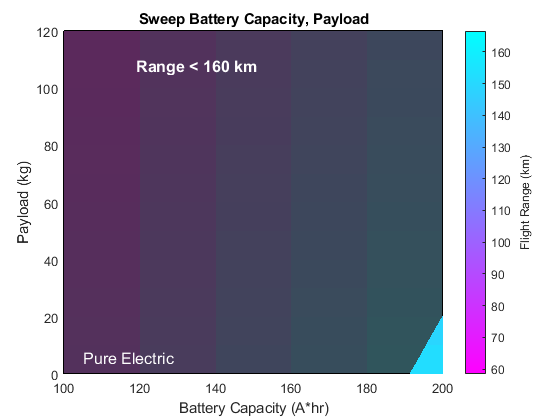 Sweep Battery Capacity, Payload
120
100
80
60
40
20
0
Payload (kg)
Range < 160 km
Pure Electric
100 120 140 160 180 200
Battery Capacity (A*hr)
160
150
140
130
120
110
100
90
80
70
60
Flight Range (km)